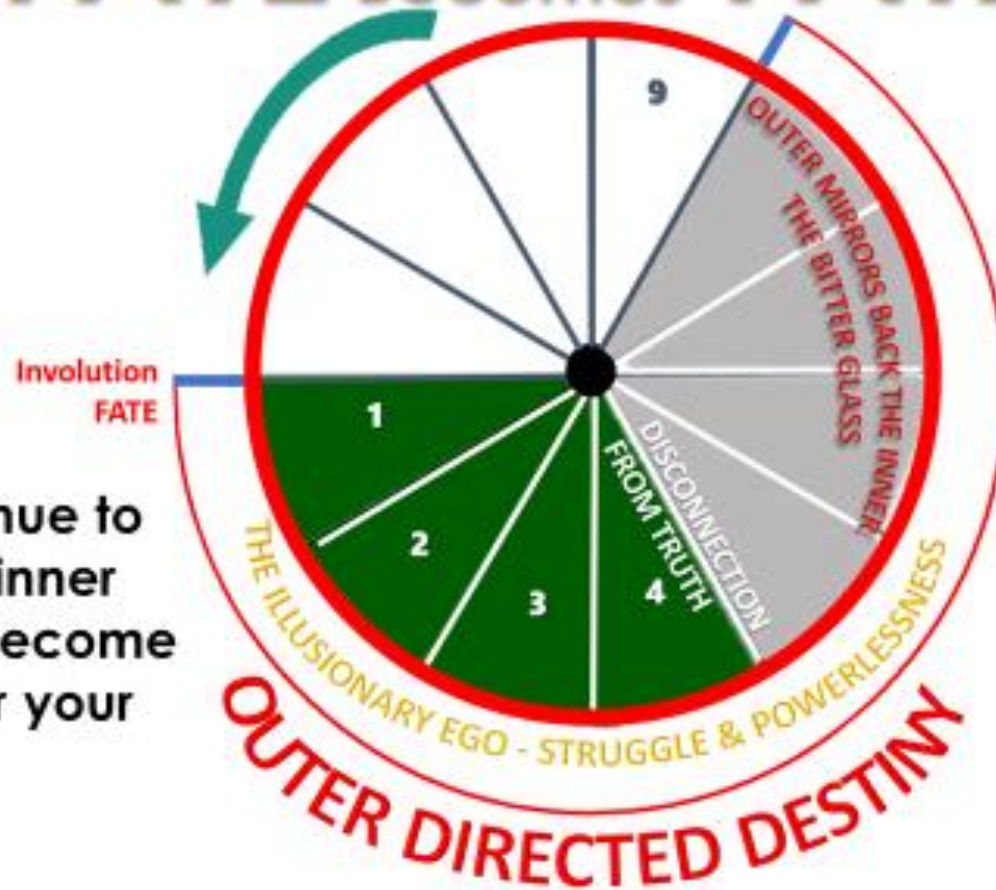 9
OUTER MIRRORS BACK THE INNER
THE BITTER GLASS
Involution
FATE
1
2
3
4
DISCONNECTION
FROM TRUTH
nue to
inner
ecome
r your
THE ILLUSIONARY EGO - STRUGGLE & POWERLESSNESS
OUTER DIRECTED DESTINY